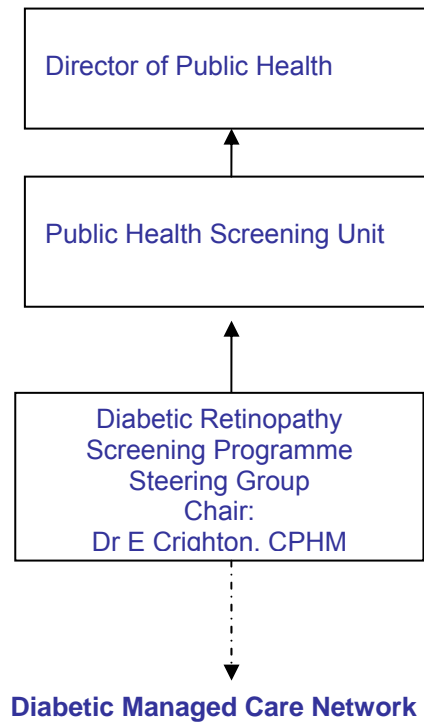 Director of Public Health
Public Health Screening Unit
Diabetic Retinopathy
Screening Programme
Steering Group
Chair:
Dr E Crighton, CPHM
Diabetic Managed Care Network